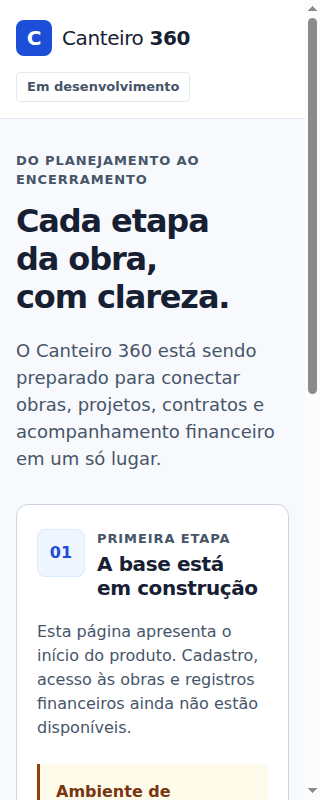 C Canteiro 360
Em desenvolvimento
DO PLANEJAMENTO AO
ENCERRAMENTO
Cada etapa
da obra,
com clareza.
O Canteiro 360 está sendo
preparado para conectar
obras, projetos, contratos e
acompanhamento financeiro
em um só lugar.
01
PRIMEIRA ETAPA
A base está
em construção
Esta página apresenta o
início do produto. Cadastro,
acesso às obras e registros
financeiros ainda não estão
disponíveis.
Ambiente de